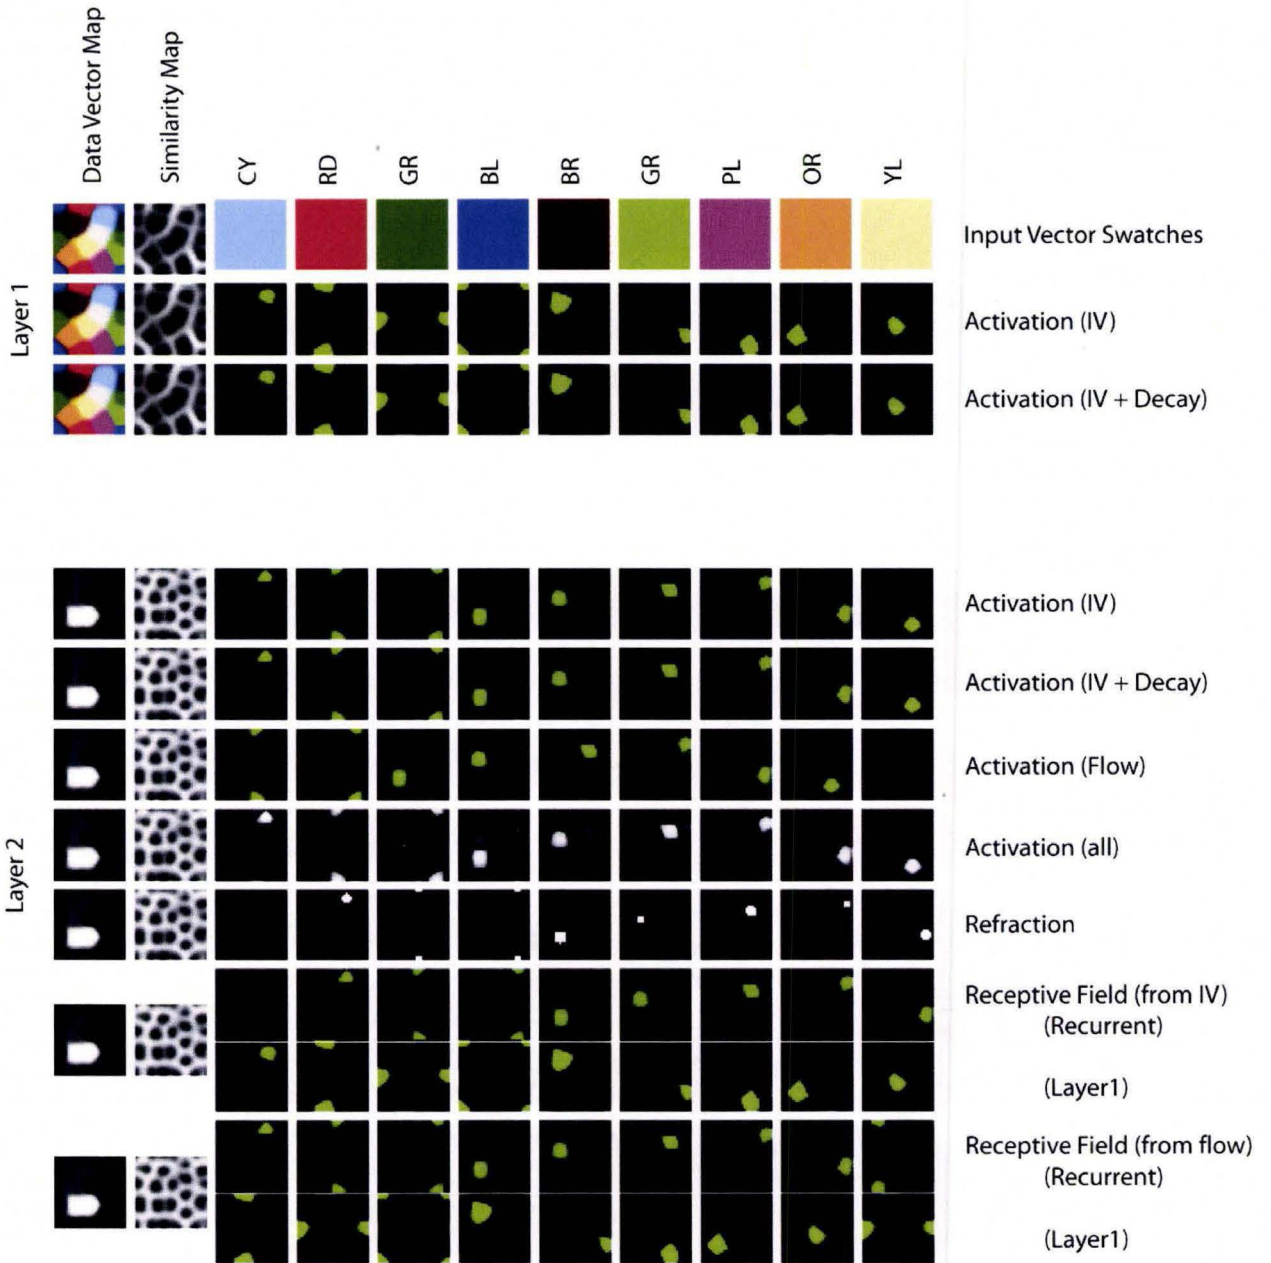 Data Vector Map
Similarity Map
CY
RD
GR
BL
BR
GR
PL
OR
YL
Layer 1
Input Vector Swatches
Activation (IV)
Activation (IV + Decay)
Layer 2
Activation (IV)
Activation (IV + Decay)
Activation (Flow)
Activation (all)
Refraction
Receptive Field (from IV)
(Recurrent)
(Layer1)
Receptive Field (from flow)
(Recurrent)
(Layer1)